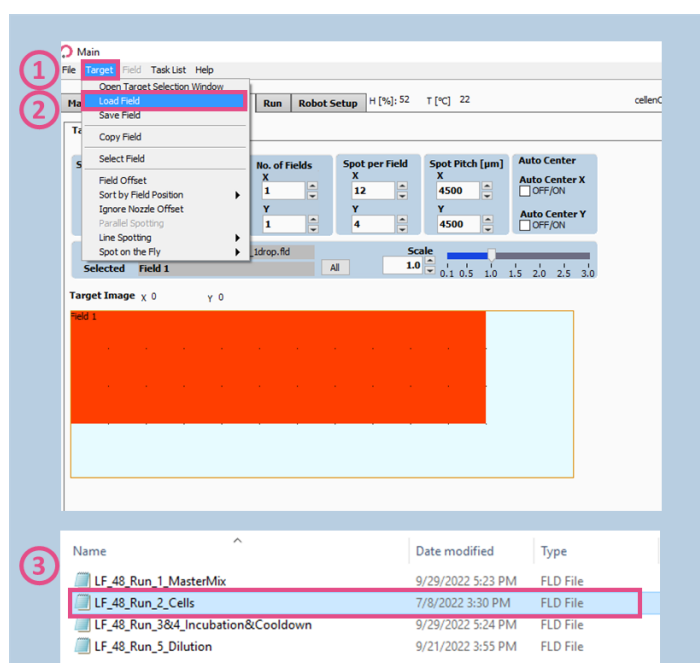 Main
1
File Target Field Task List Help
Open Target Selection Window
2
Ma Load Field Run Robot Setup H [%]: 52 T [°C] 22 cellenO
Save Field
Ta
Copy Field
Select Field
Field Offset
Sort by Field Position
Ignore Nozzle Offset
Parallel Spotting
Line Spotting
Spot on the Fly
S No. of Fields Spot per Field Spot Pitch [µm] Auto Center
X X X Auto Center X
1 12 4500 OFF/ON
Y Y Y Auto Center Y
1 4 4500 OFF/ON
_1drop.fld Scale
Selected Field 1 All 1.0 0.1 0.5 1.0 1.5 2.0 2.5 3.0
Target Image X 0 Y 0
Field 1
3
Name Date modified Type
LF_48_Run_1_MasterMix 9/29/2022 5:23 PM FLD File
LF_48_Run_2_Cells 7/8/2022 3:30 PM FLD File
LF_48_Run_3&4_Incubation&Cooldown 9/29/2022 5:24 PM FLD File
LF_48_Run_5_Dilution 9/21/2022 3:55 PM FLD File